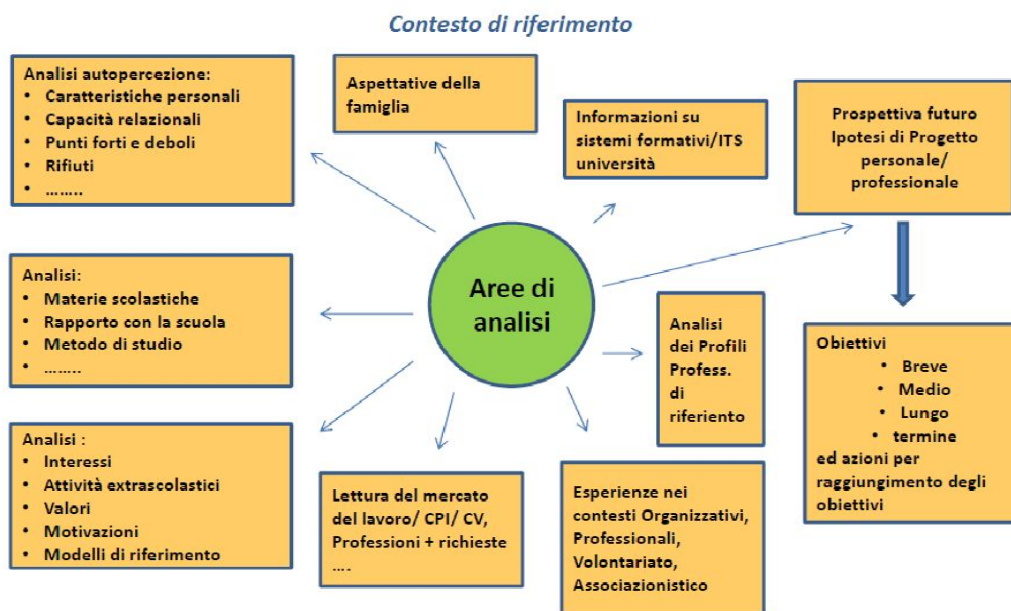 Contesto di riferimento
Analisi autopercezione:
• Caratteristiche personali
• Capacità relazionali
• Punti forti e deboli
• Rifiuti
• ……..
Aspettative della
famiglia
Informazioni su
sistemi formativi/ITS
università
Prospettiva futuro
Ipotesi di Progetto
personale/
professionale
Aree di
analisi
Analisi:
• Materie scolastiche
• Rapporto con la scuola
• Metodo di studio
• ……..
Analisi
dei Profili
Profess.
di
riferiento
Obiettivi
• Breve
• Medio
• Lungo
• termine
ed azioni per
raggiungimento degli
obiettivi
Analisi :
• Interessi
• Attività extrascolastici
• Valori
• Motivazioni
• Modelli di riferimento
Lettura del mercato
del lavoro/ CPI/ CV,
Professioni + richieste
….
Esperienze nei
contesti Organizzativi,
Professionali,
Volontariato,
Associazionistico